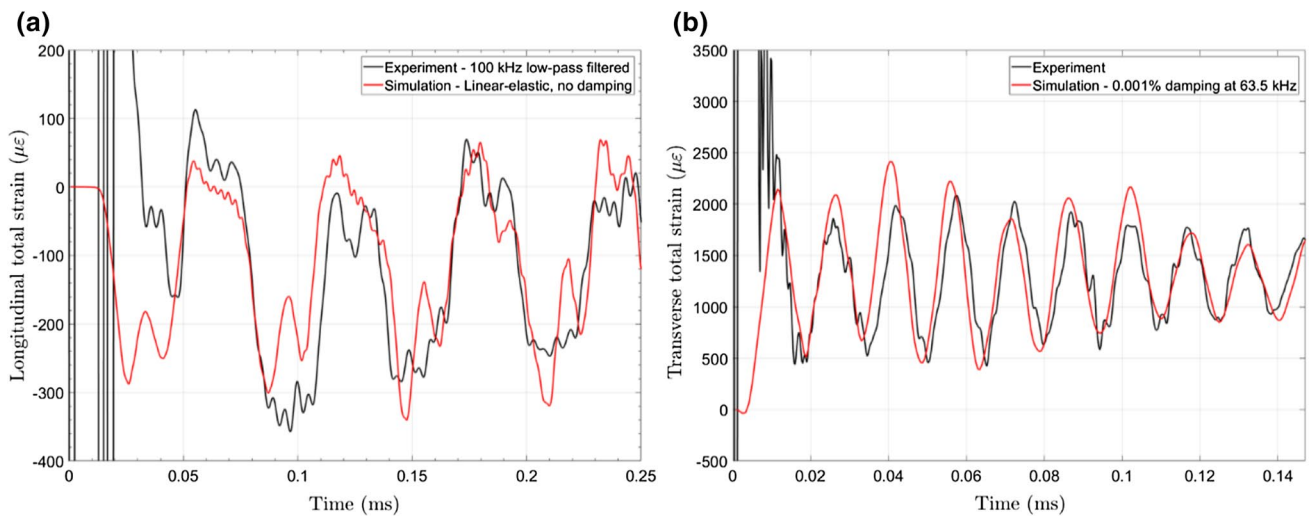 (a)
200
100
0
-100
-200
-300
-400
Longitudinal total strain (με)
Experiment - 100 kHz low-pass filtered
Simulation - Linear-elastic, no damping
0 0.05 0.1 0.15 0.2 0.25
Time (ms)
(b)
3500
3000
2500
2000
1500
1000
500
0
-500
Transverse total strain (με)
Experiment
Simulation - 0.001% damping at 63.5 kHz
0 0.02 0.04 0.06 0.08 0.1 0.12 0.14
Time (ms)